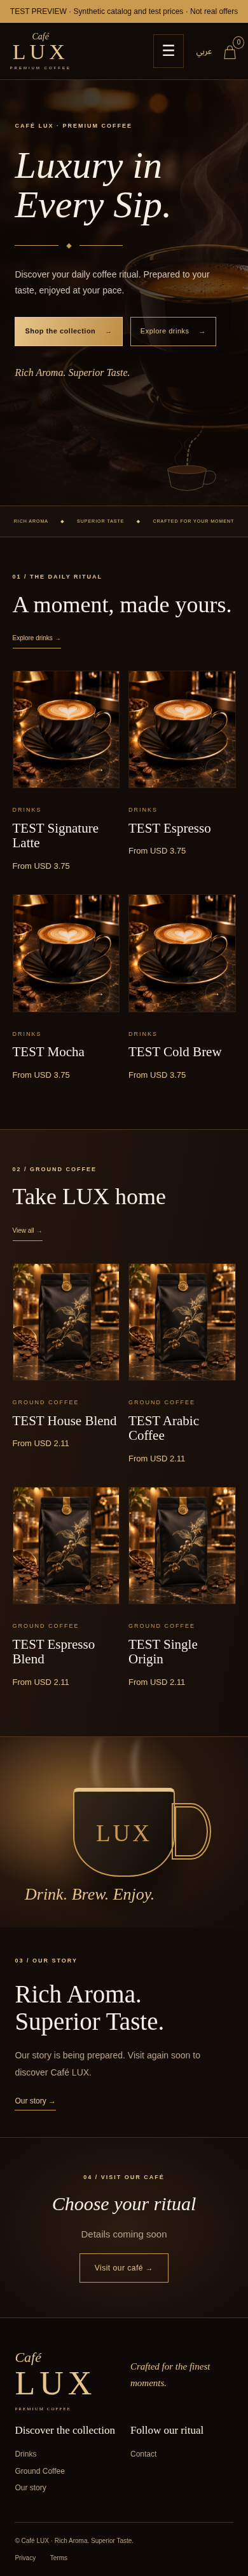 TEST PREVIEW · Synthetic catalog and test prices · Not real offers
Café
LUX
PREMIUM COFFEE
☰
عربي
0
CAFÉ LUX · PREMIUM COFFEE
Luxury in
Every Sip.
Discover your daily coffee ritual. Prepared to your
taste, enjoyed at your pace.
Shop the collection →
Explore drinks →
Rich Aroma. Superior Taste.
RICH AROMA ◆ SUPERIOR TASTE ◆ CRAFTED FOR YOUR MOMENT
01 / THE DAILY RITUAL
A moment, made yours.
Explore drinks →
DRINKS
TEST Signature
Latte
From USD 3.75
DRINKS
TEST Espresso
From USD 3.75
DRINKS
TEST Mocha
From USD 3.75
DRINKS
TEST Cold Brew
From USD 3.75
02 / GROUND COFFEE
Take LUX home
View all →
GROUND COFFEE
TEST House Blend
From USD 2.11
GROUND COFFEE
TEST Arabic
Coffee
From USD 2.11
GROUND COFFEE
TEST Espresso
Blend
From USD 2.11
GROUND COFFEE
TEST Single
Origin
From USD 2.11
LUX
Drink. Brew. Enjoy.
03 / OUR STORY
Rich Aroma.
Superior Taste.
Our story is being prepared. Visit again soon to
discover Café LUX.
Our story →
04 / VISIT OUR CAFÉ
Choose your ritual
Details coming soon
Visit our café →
Café
LUX
PREMIUM COFFEE
Crafted for the finest
moments.
Discover the collection
Drinks
Ground Coffee
Our story
Follow our ritual
Contact
© Café LUX · Rich Aroma. Superior Taste.
Privacy Terms